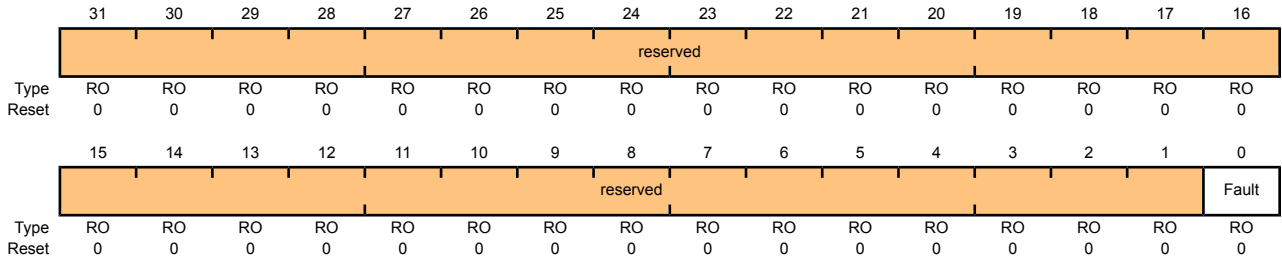 31 30 29 28 27 26 25 24 23 22 21 20 19 18 17 16
reserved
Type RO RO RO RO RO RO RO RO RO RO RO RO RO RO RO RO
Reset 0 0 0 0 0 0 0 0 0 0 0 0 0 0 0 0
15 14 13 12 11 10 9 8 7 6 5 4 3 2 1 0
reserved Fault
Type RO RO RO RO RO RO RO RO RO RO RO RO RO RO RO RO
Reset 0 0 0 0 0 0 0 0 0 0 0 0 0 0 0 0